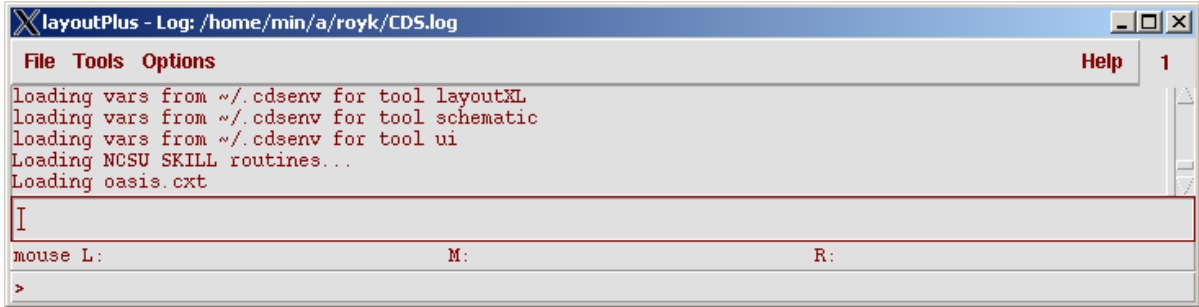 layoutPlus - Log: /home/min/a/royk/CDS.log
File Tools Options Help 1
loading vars from ~/.cdsenv for tool layoutXL
loading vars from ~/.cdsenv for tool schematic
loading vars from ~/.cdsenv for tool ui
Loading NCSU SKILL routines...
Loading oasis.cxt
mouse L: M: R:
>